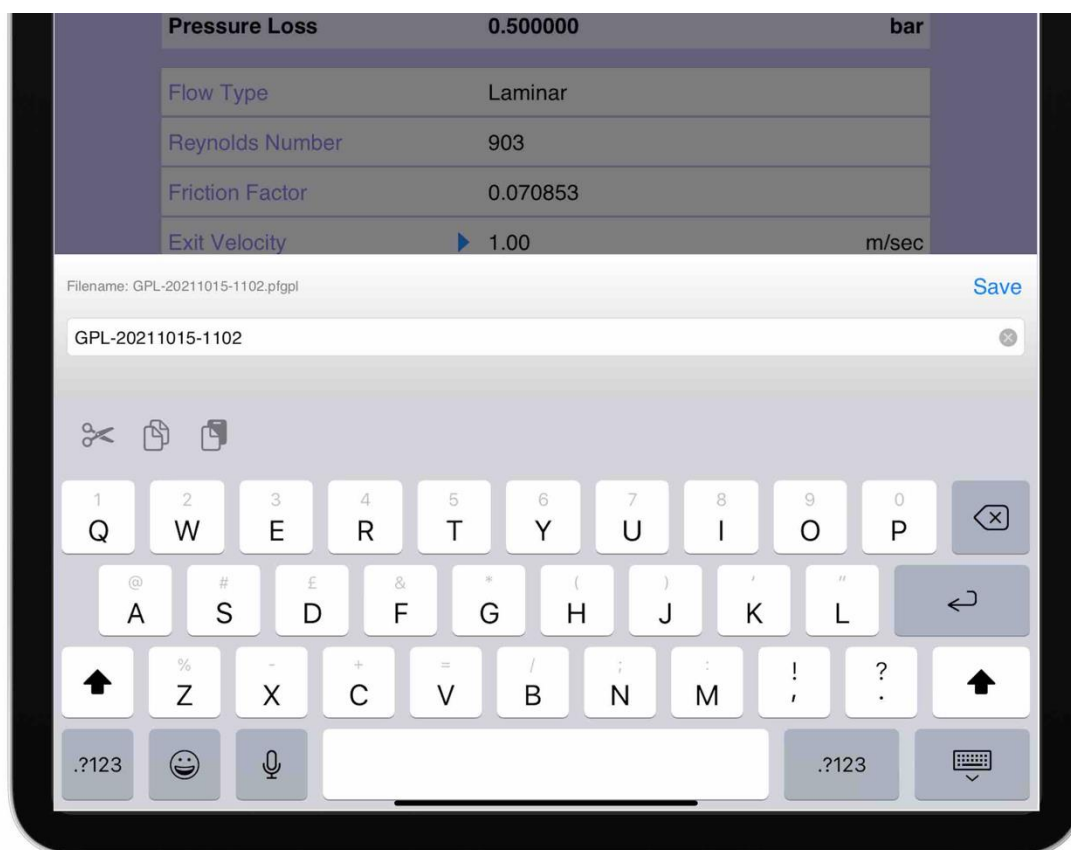 Pressure Loss 0.500000 bar
Flow Type Laminar
Reynolds Number 903
Friction Factor 0.070853
Exit Velocity 1.00 m/sec
Filename: GPL-20211015-1102.pfgpl Save
GPL-20211015-1102
1 2 3 4 5 6 7 8 9 0
Q W E R T Y U I O P
@ # £ & * ( ) ' "
A S D F G H J K L
% - + = / ; : ! ?
Z X C V B N M , .
.?123 .?123